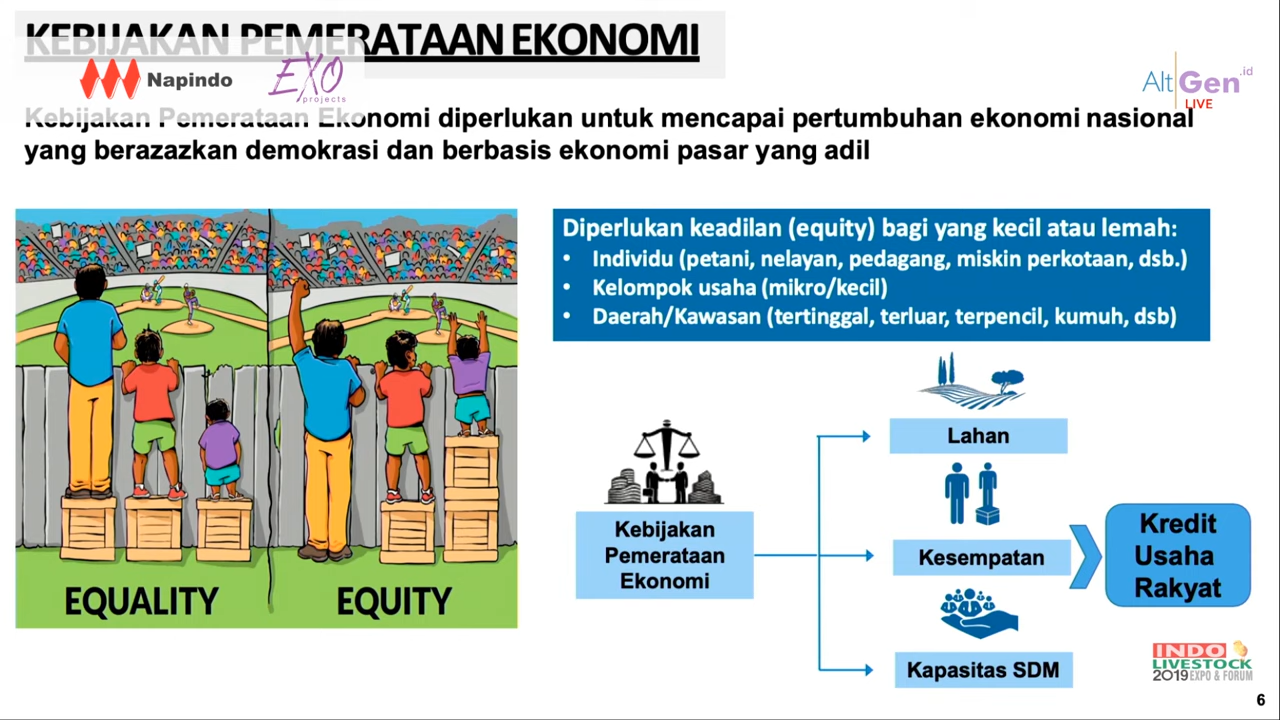 KEBIJAKAN PEMERATAAN EKONOMI
Napindo
EXO
projects
Alt Gen.id
LIVE
Kebijakan Pemerataan Ekonomi diperlukan untuk mencapai pertumbuhan ekonomi nasional
yang berazazkan demokrasi dan berbasis ekonomi pasar yang adil
EQUALITY
EQUITY
Diperlukan keadilan (equity) bagi yang kecil atau lemah:
• Individu (petani, nelayan, pedagang, miskin perkotaan, dsb.)
• Kelompok usaha (mikro/kecil)
• Daerah/Kawasan (tertinggal, terluar, terpencil, kumuh, dsb)
Kebijakan
Pemerataan
Ekonomi
Lahan
Kesempatan
Kapasitas SDM
Kredit
Usaha
Rakyat
INDO
LIVESTOCK
2019 EXPO & FORUM
6